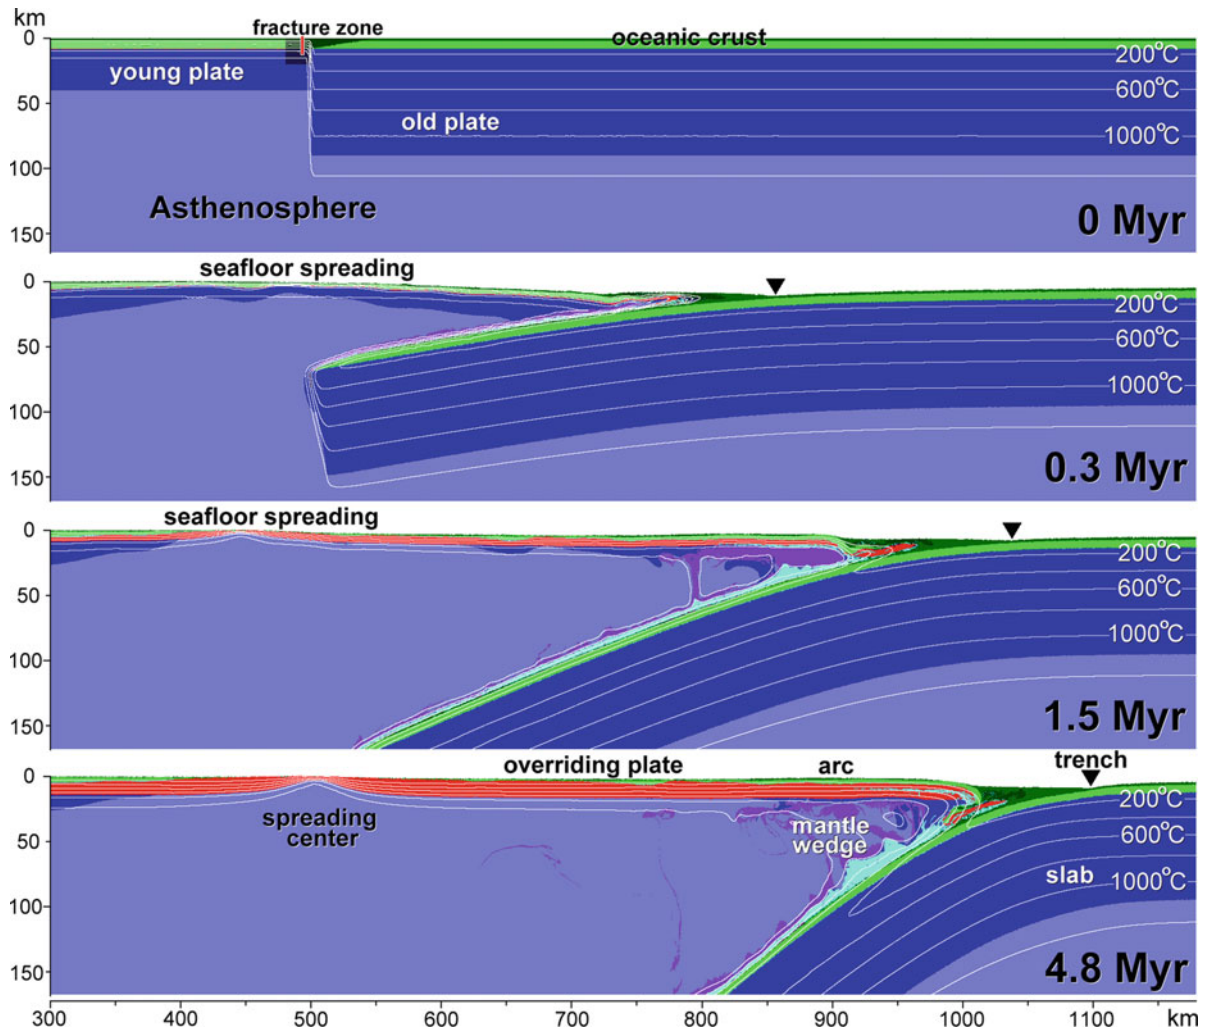 km
fracture zone
0
oceanic crust
200°C
young plate
50
600°C
old plate
1000°C
100
Asthenosphere
0 Myr
150
seafloor spreading
0
200°C
50
600°C
1000°C
100
0.3 Myr
150
seafloor spreading
0
200°C
50
600°C
1000°C
100
1.5 Myr
150
overriding plate arc trench
0
200°C
spreading
center
mantle
wedge
50
600°C
slab
1000°C
100
4.8 Myr
150
300 400 500 600 700 800 900 1000 1100 km